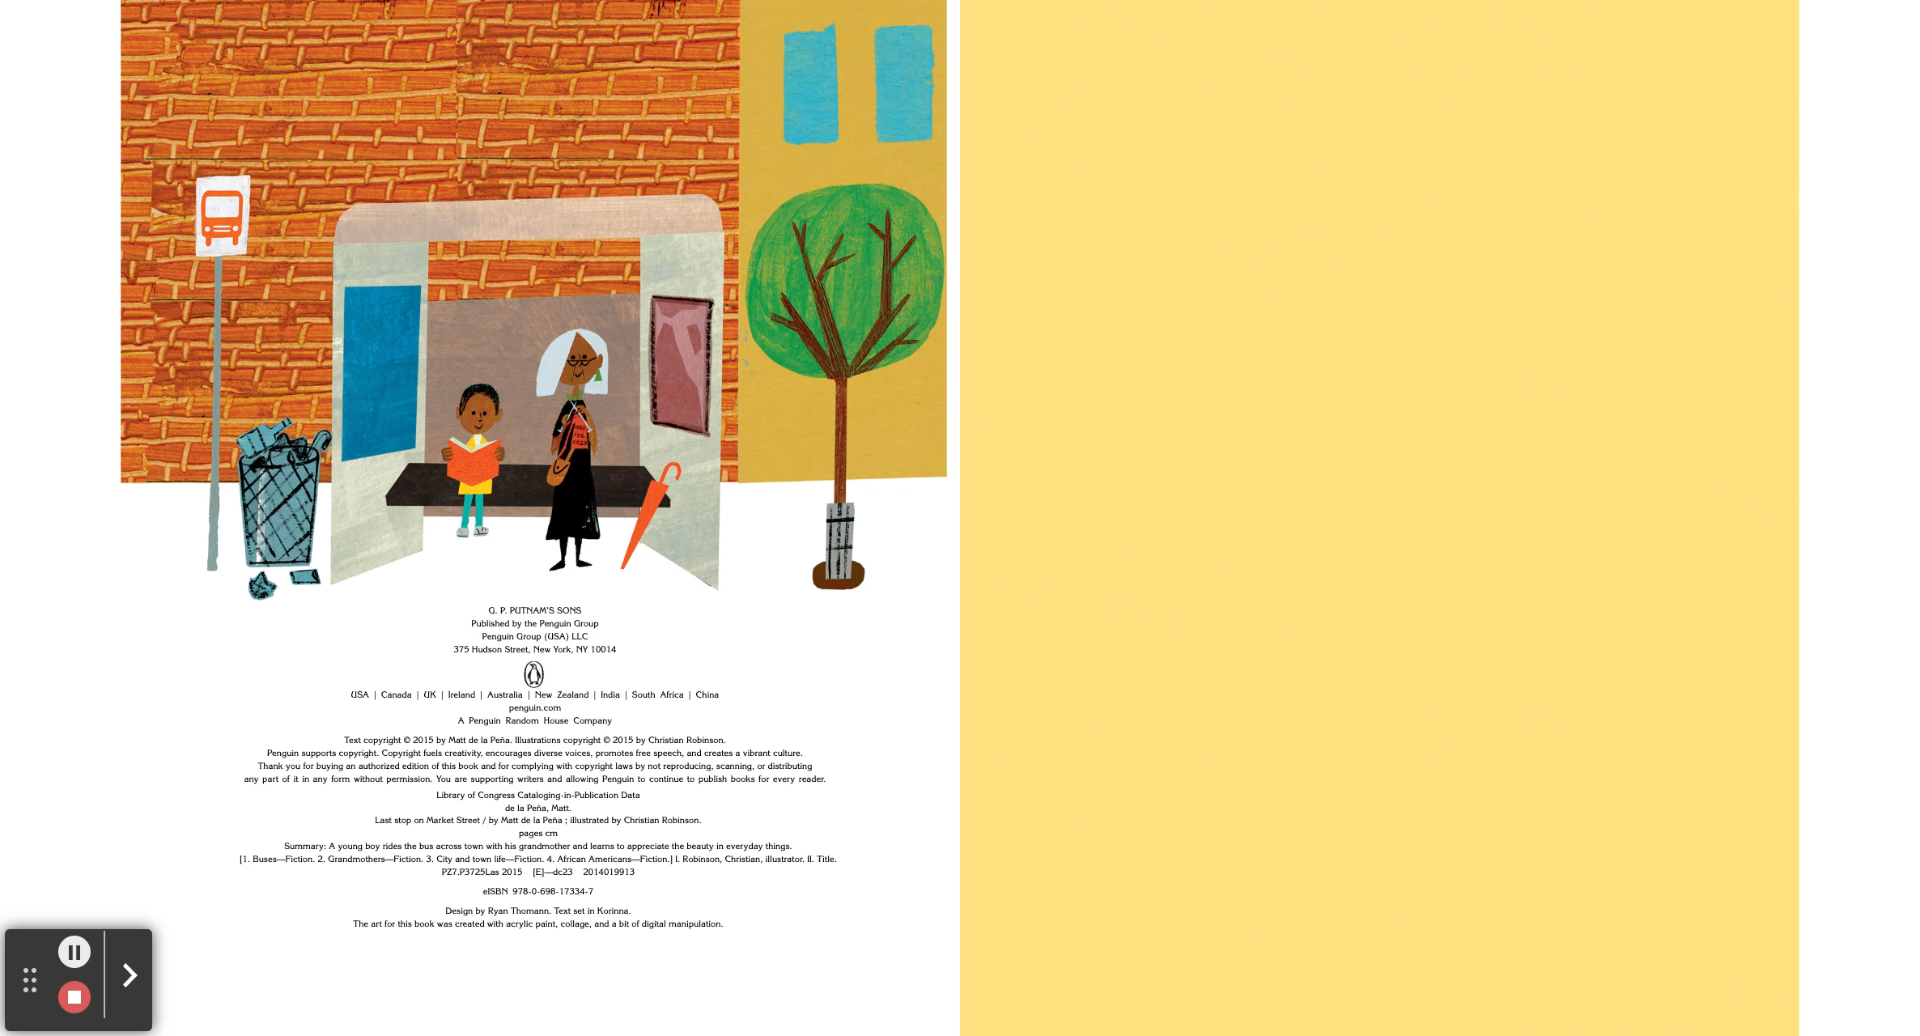 G. P. PUTNAM'S SONS
Published by the Penguin Group
Penguin Group (USA) LLC
375 Hudson Street, New York, NY 10014
USA | Canada | UK | Ireland | Australia | New Zealand | India | South Africa | China
penguin.com
A Penguin Random House Company
Text copyright © 2015 by Matt de la Peña. Illustrations copyright © 2015 by Christian Robinson.
Penguin supports copyright. Copyright fuels creativity, encourages diverse voices, promotes free speech, and creates a vibrant culture.
Thank you for buying an authorized edition of this book and for complying with copyright laws by not reproducing, scanning, or distributing
any part of it in any form without permission. You are supporting writers and allowing Penguin to continue to publish books for every reader.
Library of Congress Cataloging-in-Publication Data
de la Peña, Matt.
Last stop on Market Street / by Matt de la Peña ; illustrated by Christian Robinson.
pages cm
Summary: A young boy rides the bus across town with his grandmother and learns to appreciate the beauty in everyday things.
[1. Buses—Fiction. 2. Grandmothers—Fiction. 3. City and town life—Fiction. 4. African Americans—Fiction.] I. Robinson, Christian, illustrator. II. Title.
PZ7.P3725Las 2015 [E]—dc23 2014019913
eISBN 978-0-698-17334-7
Design by Ryan Thomann. Text set in Korinna.
The art for this book was created with acrylic paint, collage, and a bit of digital manipulation.